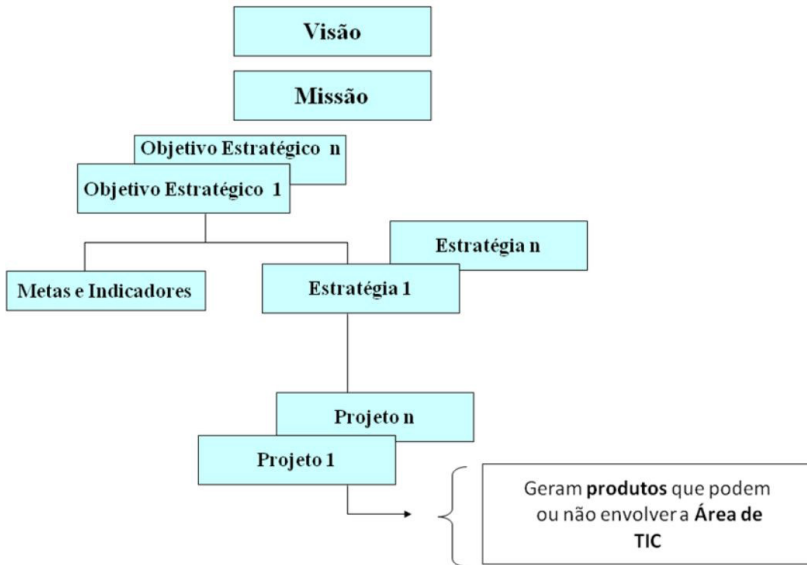 Visão
Missão
Objetivo Estratégico n
Objetivo Estratégico 1
Estratégia n
Metas e Indicadores
Estratégia 1
Projeto n
Projeto 1
Geram produtos que podem
ou não envolver a Área de
TIC